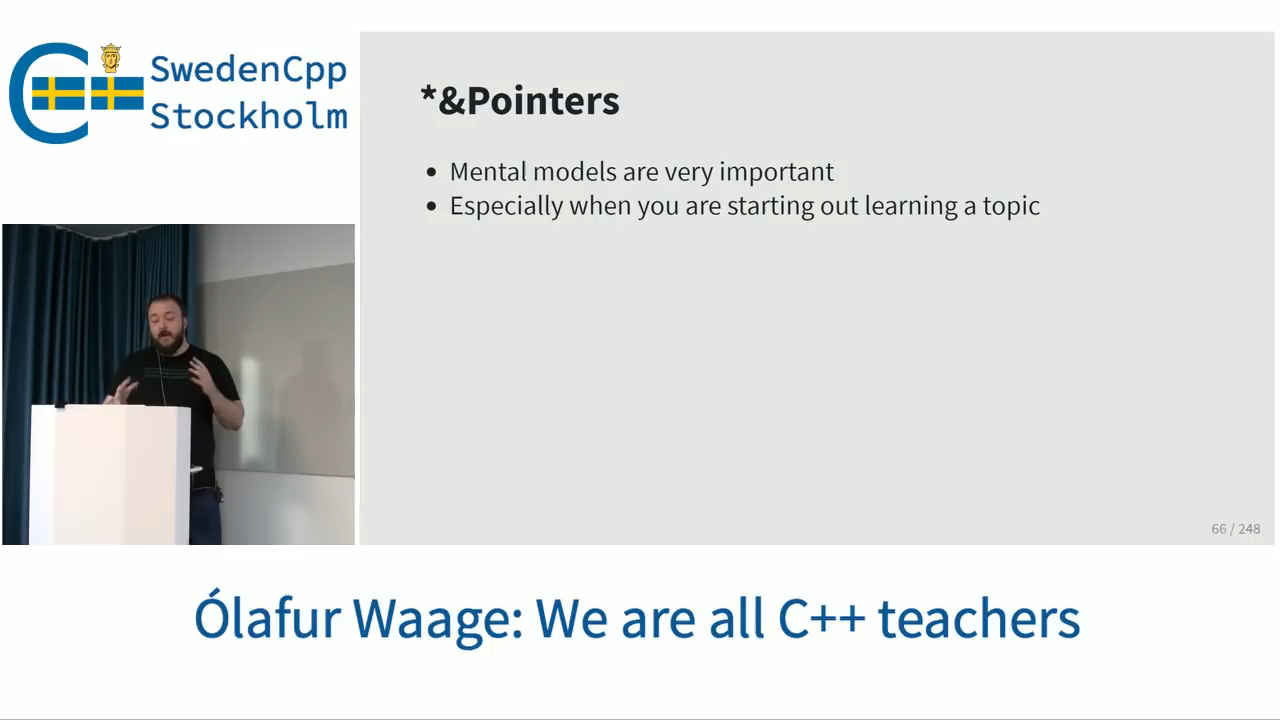 SwedenCpp
Stockholm
*&Pointers
• Mental models are very important
• Especially when you are starting out learning a topic
66 / 248
Ólafur Waage: We are all C++ teachers